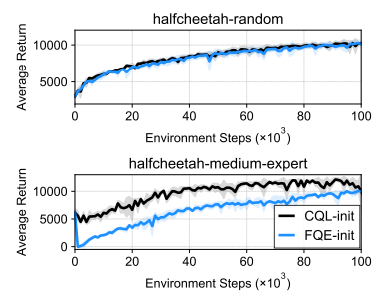 halfcheetah-random
Average Return
10000
5000
0 20 40 60 80 100
Environment Steps (×10³)
halfcheetah-medium-expert
Average Return
10000
5000
0
CQL-init
FQE-init
0 20 40 60 80 100
Environment Steps (×10³)